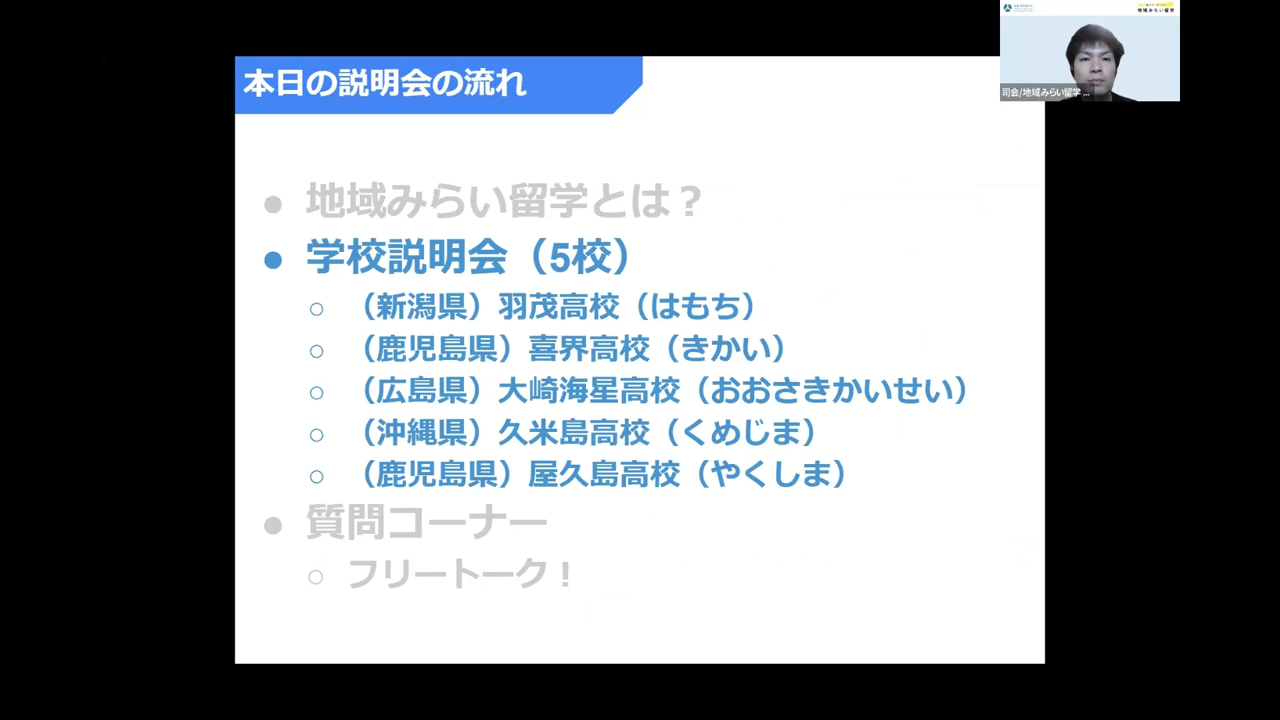 本日の説明会の流れ
地域みらい留学
司会/地域みらい留学 ...
● 地域みらい留学とは？
● 学校説明会（5校）
○ （新潟県）羽茂高校（はもち）
○ （鹿児島県）喜界高校（きかい）
○ （広島県）大崎海星高校（おおさきかいせい）
○ （沖縄県）久米島高校（くめじま）
○ （鹿児島県）屋久島高校（やくしま）
● 質問コーナー
○ フリートーク！